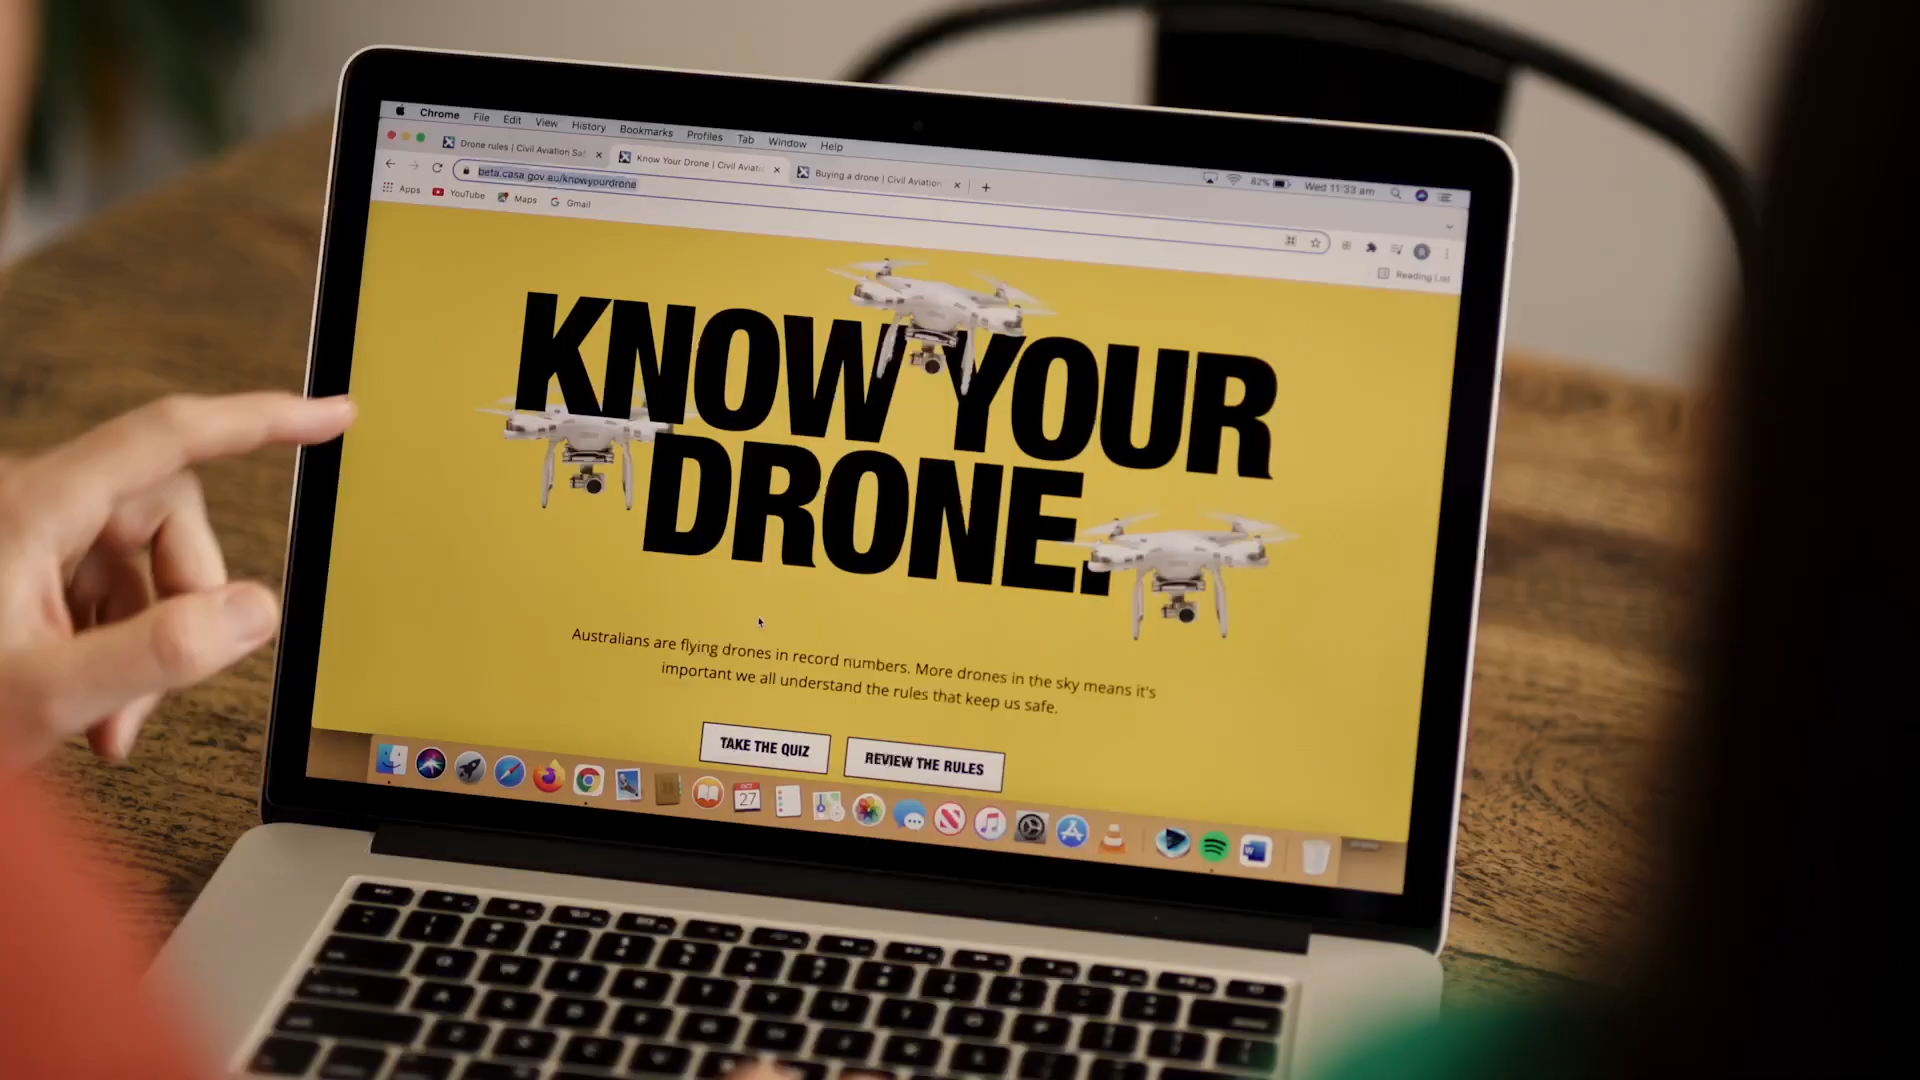 Chrome File Edit View History Bookmarks Profiles Tab Window Help
82% Wed 11:33 am
Drone rules | Civil Aviation Saf
Know Your Drone | Civil Aviati
Buying a drone | Civil Aviation
beta.casa.gov.au/knowyourdrone
Apps YouTube Maps Gmail
Reading List
KNOW YOUR
DRONE.
Australians are flying drones in record numbers. More drones in the sky means it's
important we all understand the rules that keep us safe.
TAKE THE QUIZ
REVIEW THE RULES
OCT
27